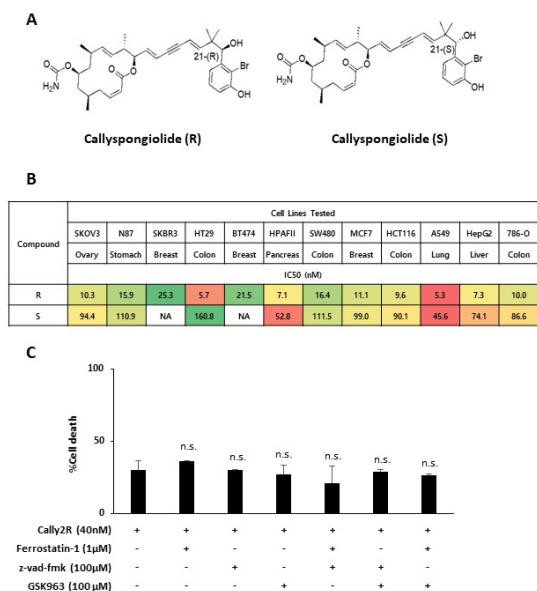 A
OH
Br
21-(R)
OH
O
O
O
O
H₂N
Callyspongiolide (R)
OH
21-(S)
Br
OH
O
O
O
O
H₂N
Callyspongiolide (S)
B
Compound
Cell Lines Tested
SKOV3 N87 SKBR3 HT29 BT474 HPAFII SW480 MCF7 HCT116 A549 HepG2 786-O
Ovary Stomach Breast Colon Breast Pancreas Colon Breast Colon Lung Liver Colon
IC50 (nM)
R 10.3 15.9 25.3 5.7 21.5 7.1 16.4 11.1 9.6 5.3 7.3 10.0
S 94.4 110.9 NA 160.8 NA 52.8 111.5 99.0 90.1 45.6 74.1 86.6
C
%Cell death
100
50
0
n.s. n.s. n.s. n.s. n.s. n.s.
Cally2R (40nM) + + + + + + +
Ferrostatin-1 (1µM) - + - - + - +
z-vad-fmk (100µM) - - + - + + -
GSK963 (100 µM) - - - + - + +